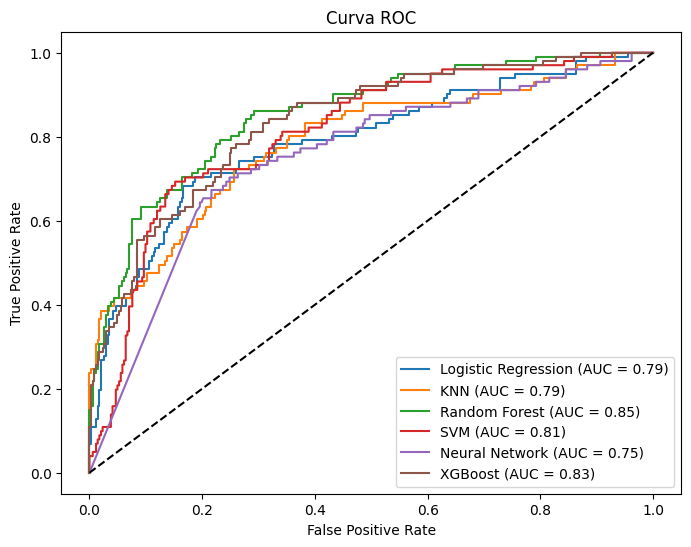 Curva ROC
True Positive Rate
1.0
0.8
0.6
0.4
0.2
0.0
Logistic Regression (AUC = 0.79)
KNN (AUC = 0.79)
Random Forest (AUC = 0.85)
SVM (AUC = 0.81)
Neural Network (AUC = 0.75)
XGBoost (AUC = 0.83)
0.0 0.2 0.4 0.6 0.8 1.0
False Positive Rate